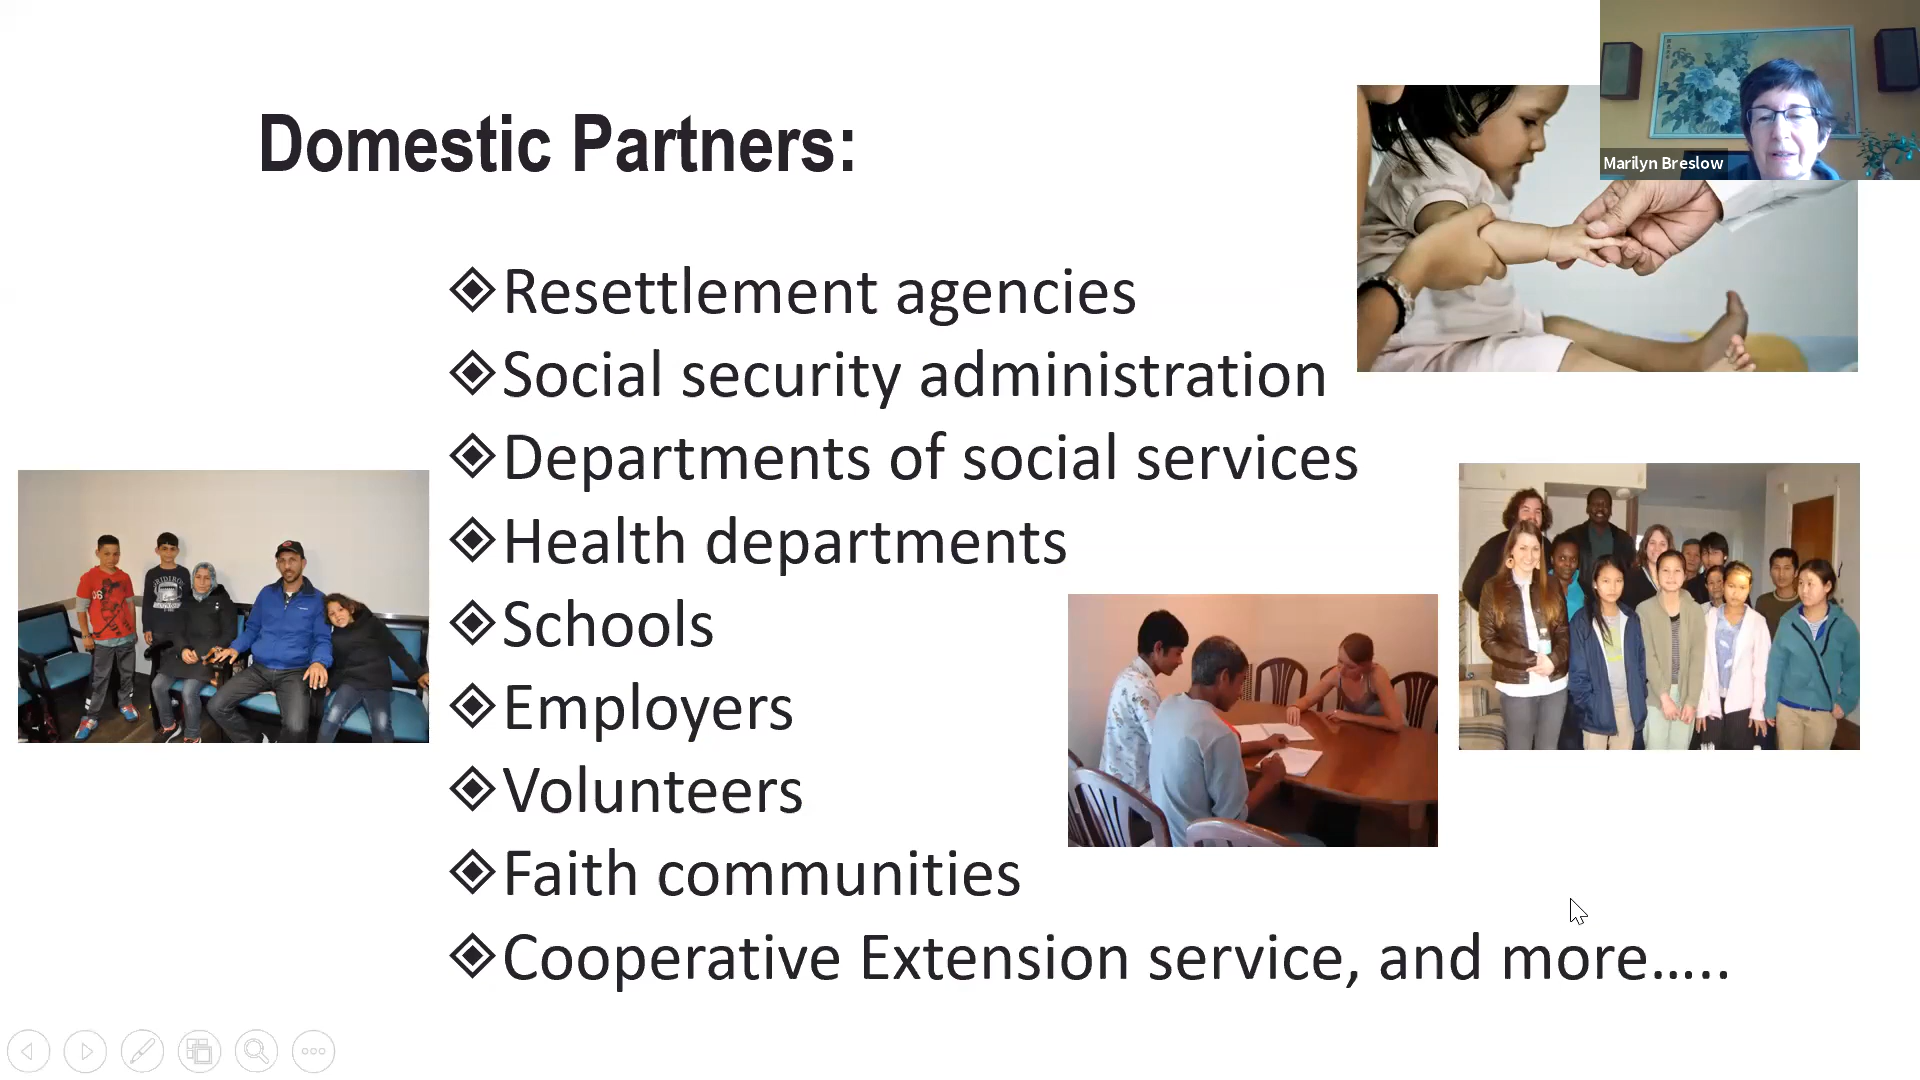 Domestic Partners:
Marilyn Breslow
Resettlement agencies
Social security administration
Departments of social services
Health departments
Schools
Employers
Volunteers
Faith communities
Cooperative Extension service, and more.....